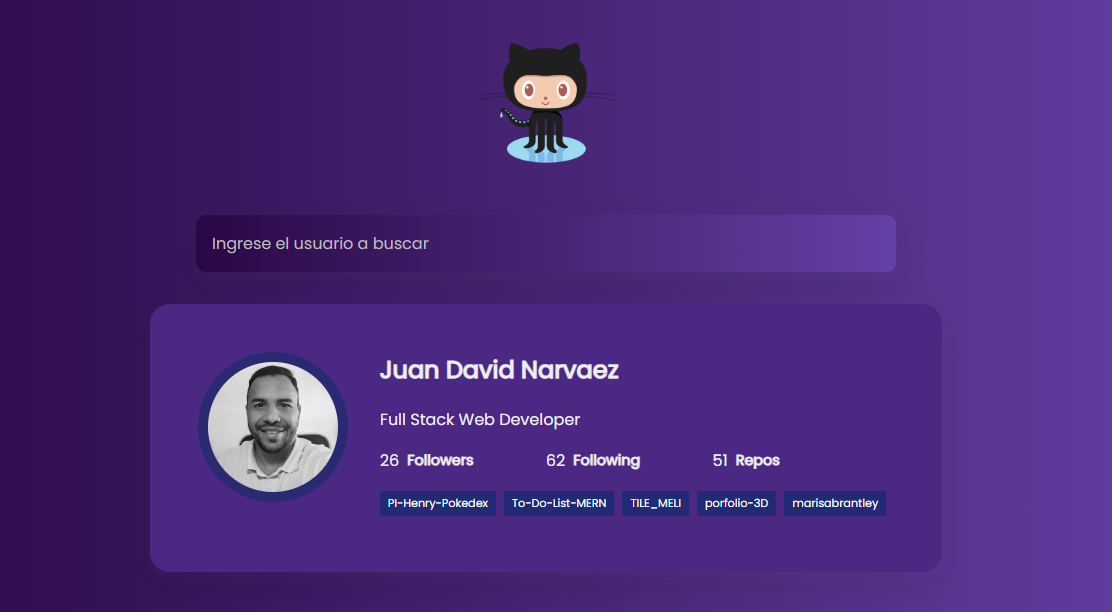 Ingrese el usuario a buscar
Juan David Narvaez
Full Stack Web Developer
26 Followers 62 Following 51 Repos
PI-Henry-Pokedex To-Do-List-MERN TILE_MELI porfolio-3D marisabrantley